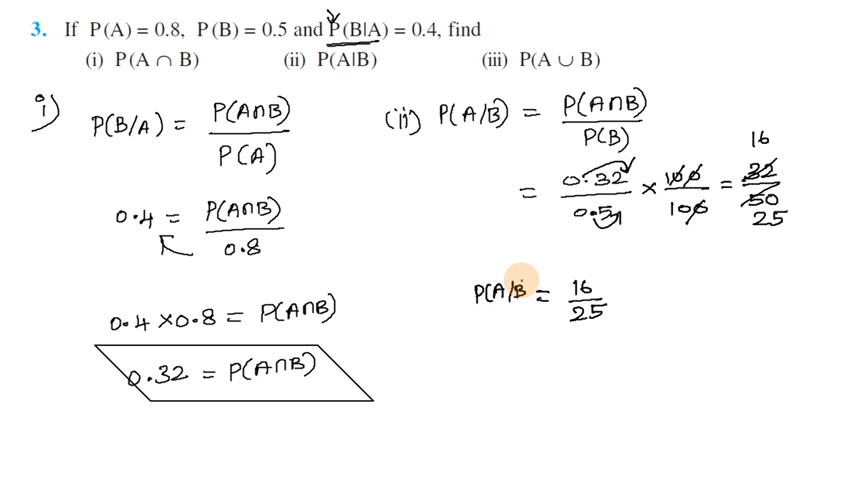 3. If P(A) = 0.8, P(B) = 0.5 and P(B|A) = 0.4, find
(i) P(A ∩ B) (ii) P(A|B) (iii) P(A ∪ B)
i) P(B/A) = P(A∩B) / P(A)
0.4 = P(A∩B) / 0.8
0.4 × 0.8 = P(A∩B)
0.32 = P(A∩B)
(ii) P(A/B) = P(A∩B) / P(B)
= 0.32 / 0.5 × 100 / 100 = 32 / 50 16 25
P(A/B = 16 / 25